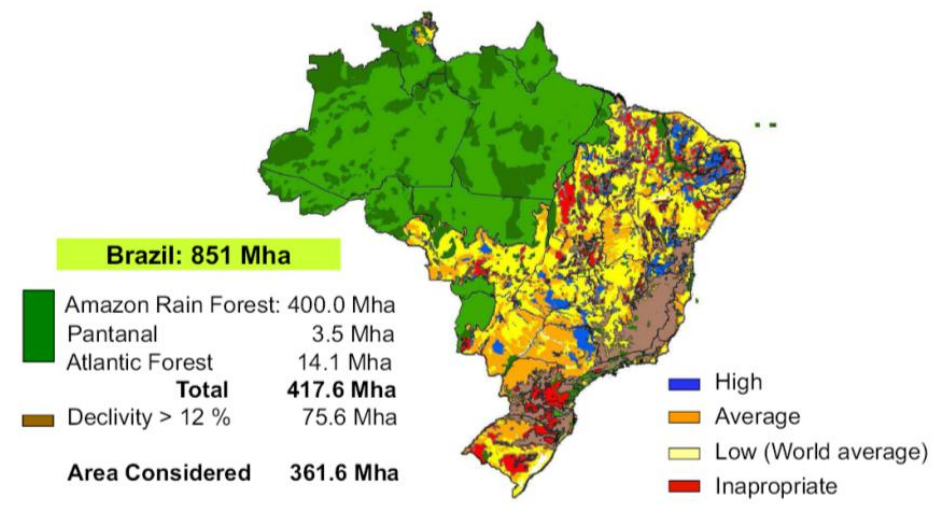 Brazil: 851 Mha
Amazon Rain Forest: 400.0 Mha
Pantanal 3.5 Mha
Atlantic Forest 14.1 Mha
Total 417.6 Mha
Declivity > 12 % 75.6 Mha
Area Considered 361.6 Mha
High
Average
Low (World average)
Inapropriate